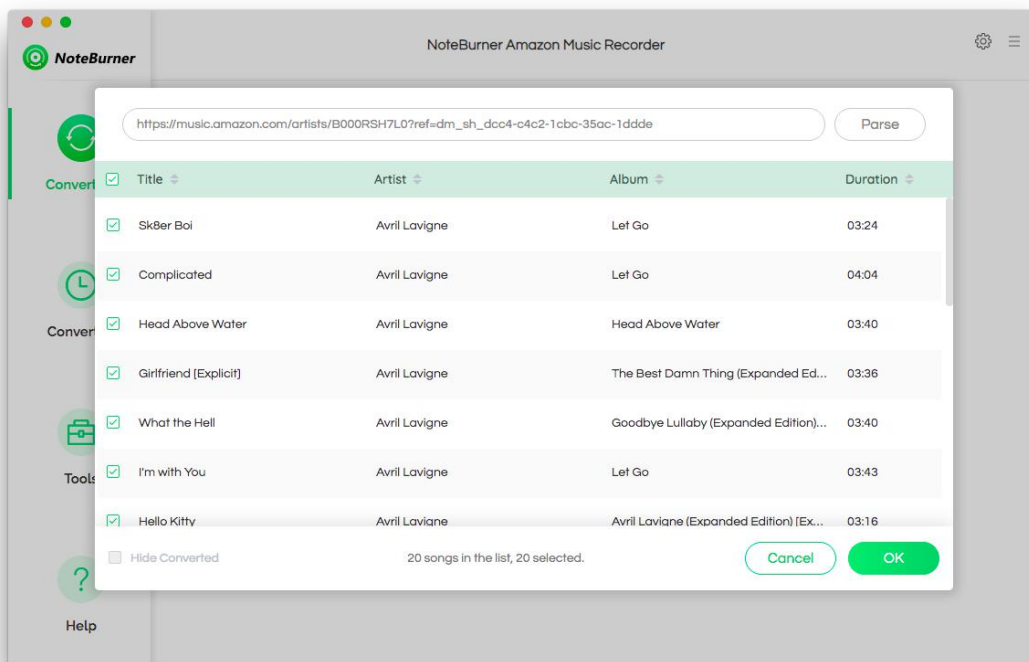 NoteBurner Amazon Music Recorder
NoteBurner
https://music.amazon.com/artists/B000RSH7L0?ref=dm_sh_dcc4-c4c2-1cbc-35ac-1ddde Parse
Title Artist Album Duration
Sk8er Boi Avril Lavigne Let Go 03:24
Complicated Avril Lavigne Let Go 04:04
Head Above Water Avril Lavigne Head Above Water 03:40
Girlfriend [Explicit] Avril Lavigne The Best Damn Thing (Expanded Ed... 03:36
What the Hell Avril Lavigne Goodbye Lullaby (Expanded Edition)... 03:40
I'm with You Avril Lavigne Let Go 03:43
Hello Kitty Avril Lavigne Avril Lavigne (Expanded Edition) [Ex... 03:16
Hide Converted 20 songs in the list, 20 selected. Cancel OK
Convert
Convert
Tools
Help